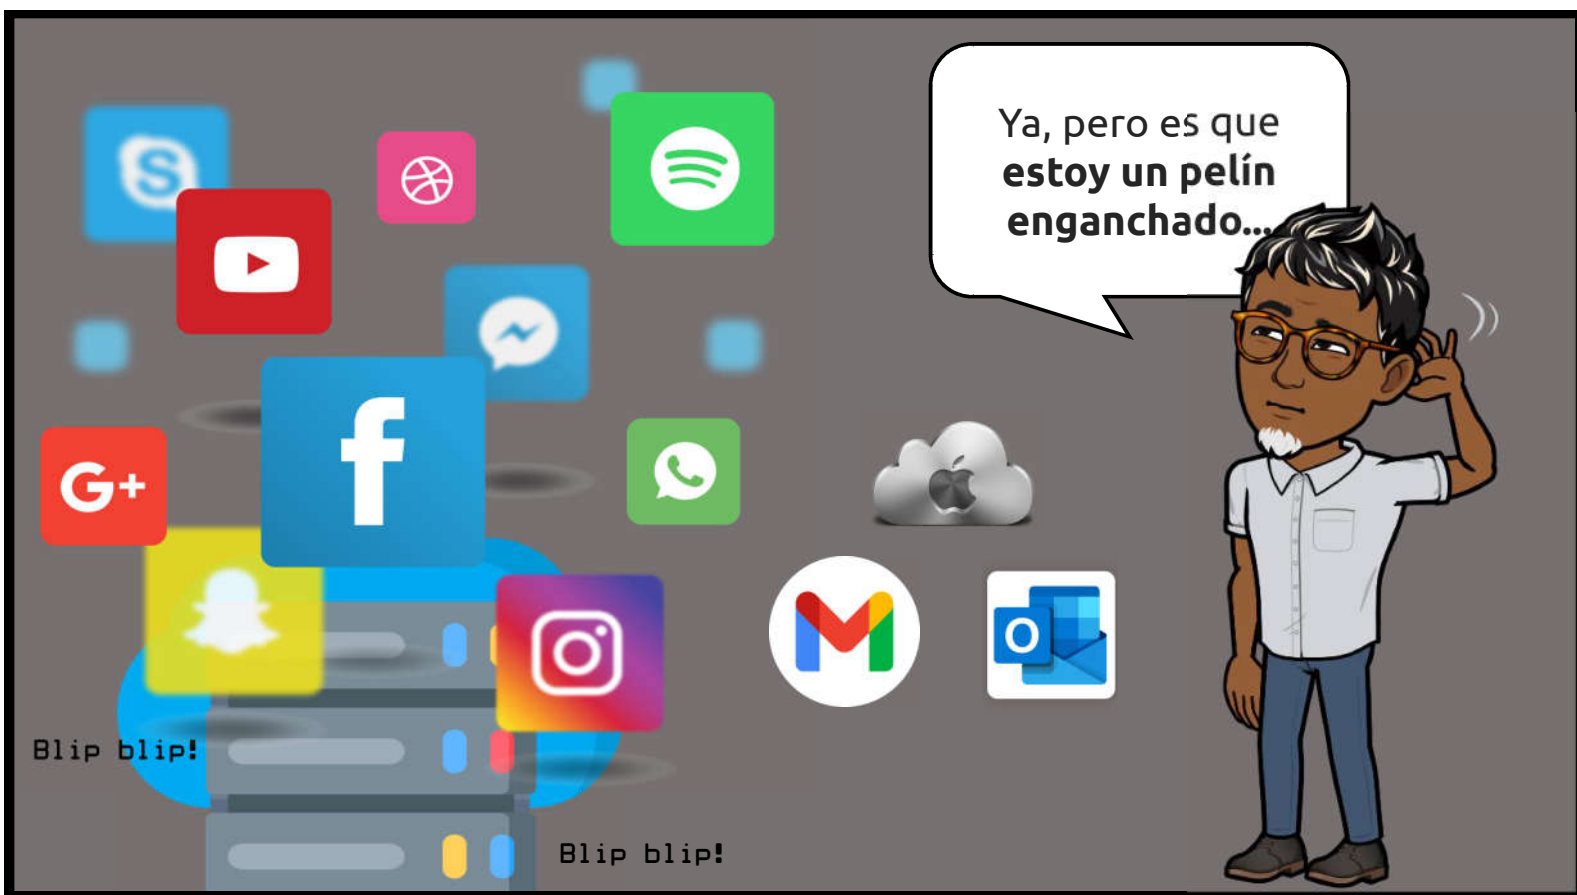 Ya, pero es que
estoy un pelín
enganchado...
S
f
G+
O
Blip blip!
Blip blip!